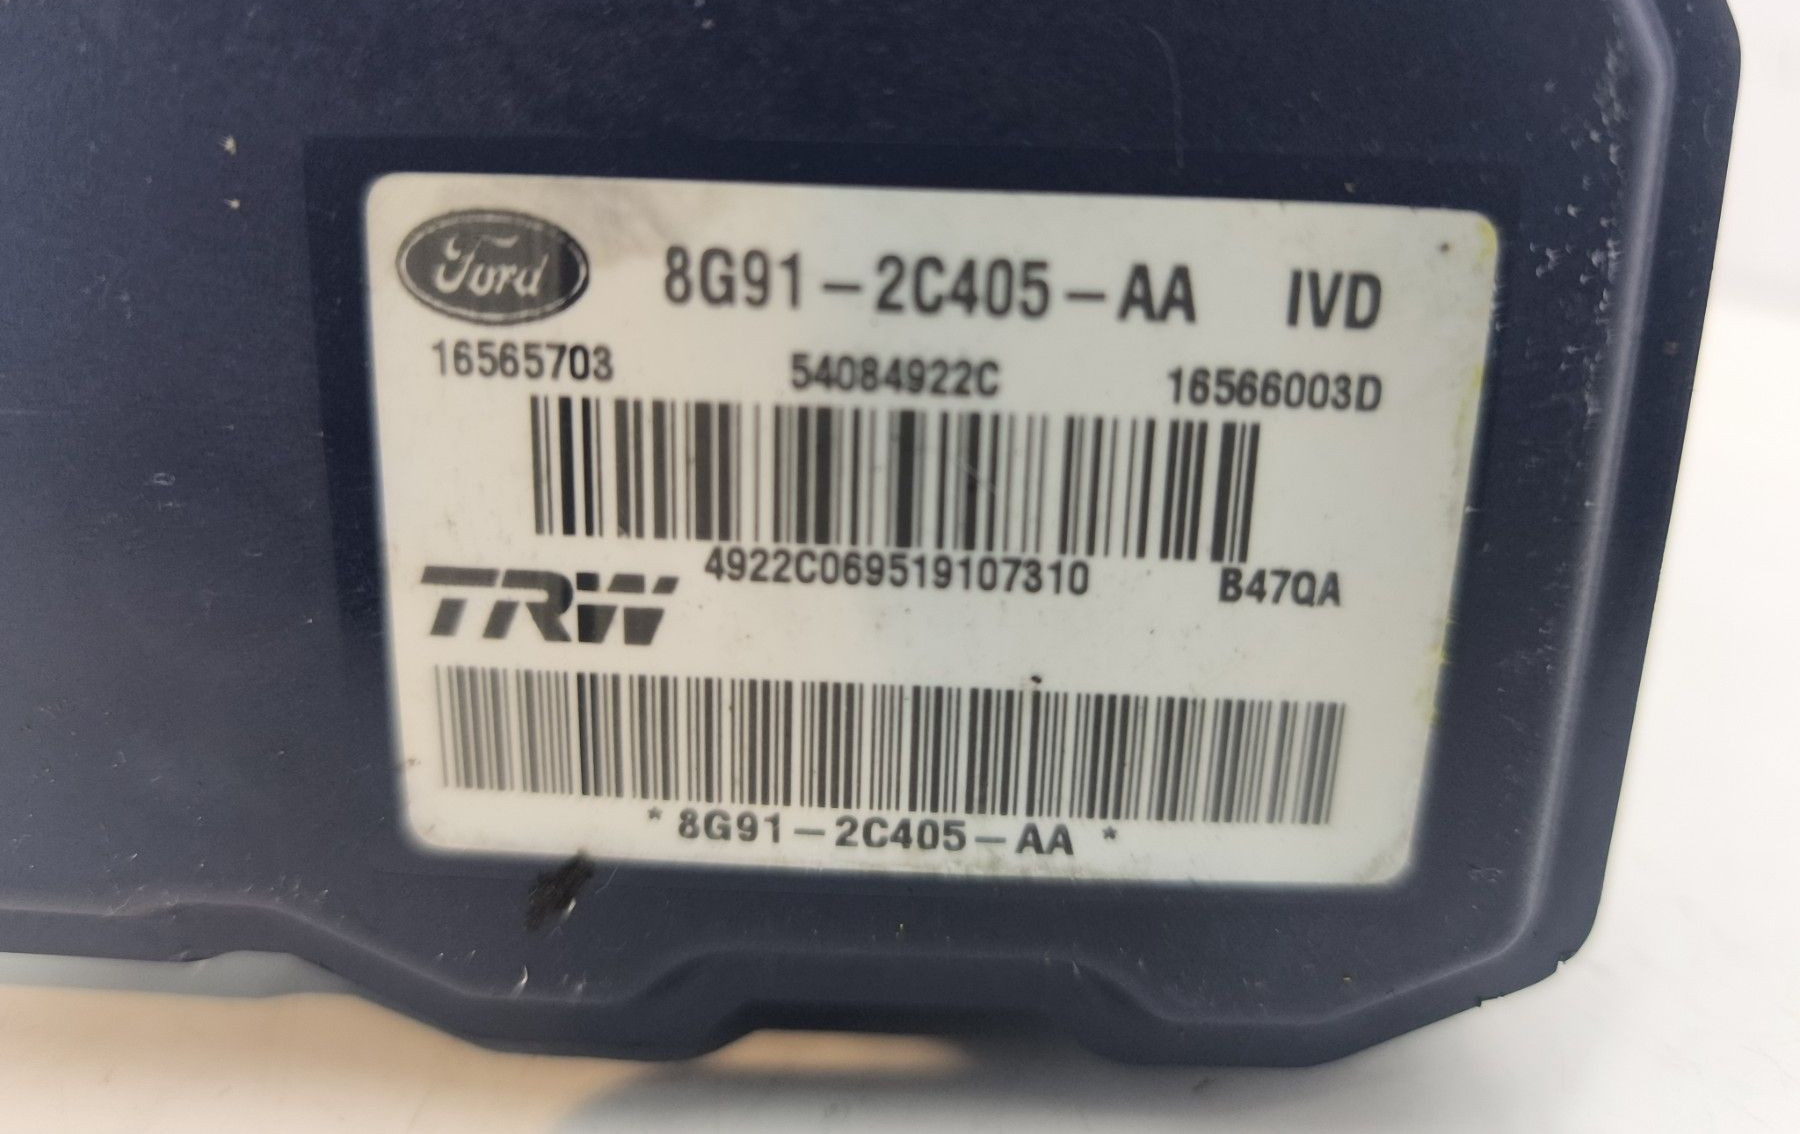 Ford 8G91-2C405-AA IVD
16565703 54084922C 16566003D
4922C069519107310 B47QA
TRW
*8G91-2C405-AA*